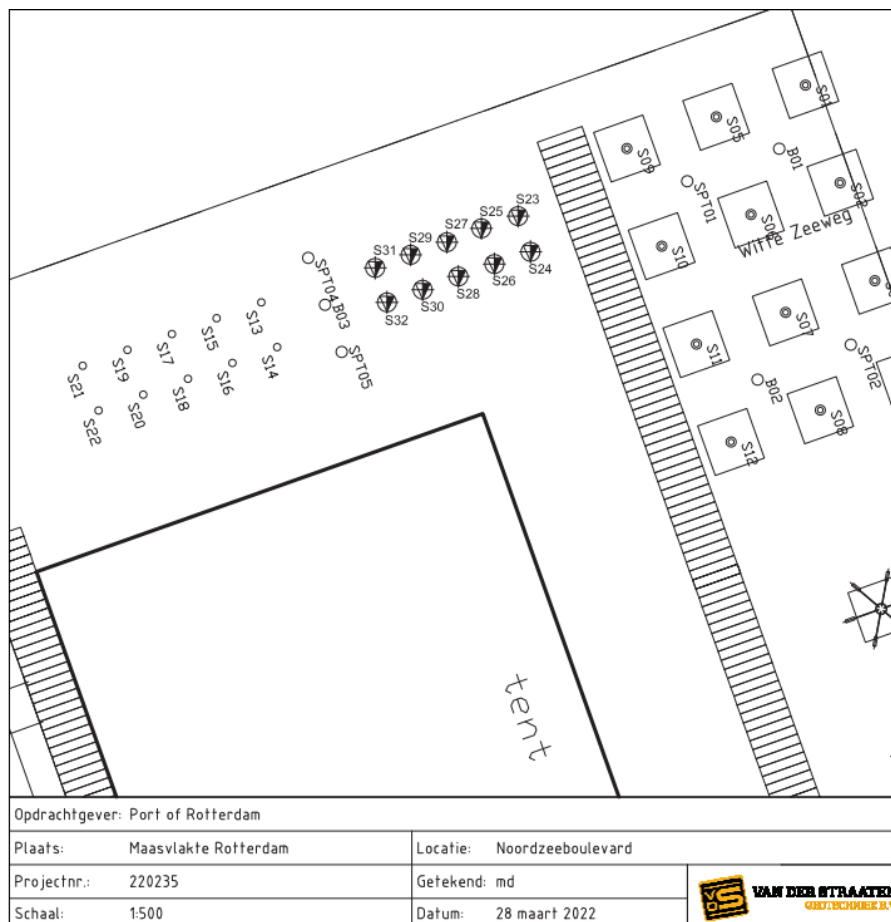 S01
S05
S09
B01
SPT01
S02
S06
Witte Zeeweg
S10
S23
S25
S27
S29
S31
S24
S26
S28
S30
S32
SPT04
B03
SPT05
S13
S15
S17
S19
S21
S14
S16
S18
S20
S22
S07
S11
SPT02
B02
S08
S12
tent
Opdrachtgever: Port of Rotterdam
Plaats: Maasvlakte Rotterdam Locatie: Noordzeeboulevard
Projectnr.: 220235 Getekend: md
Schaal: 1:500 Datum: 28 maart 2022
VAN DER STRAATEN
GEOTECHNIEK B.V